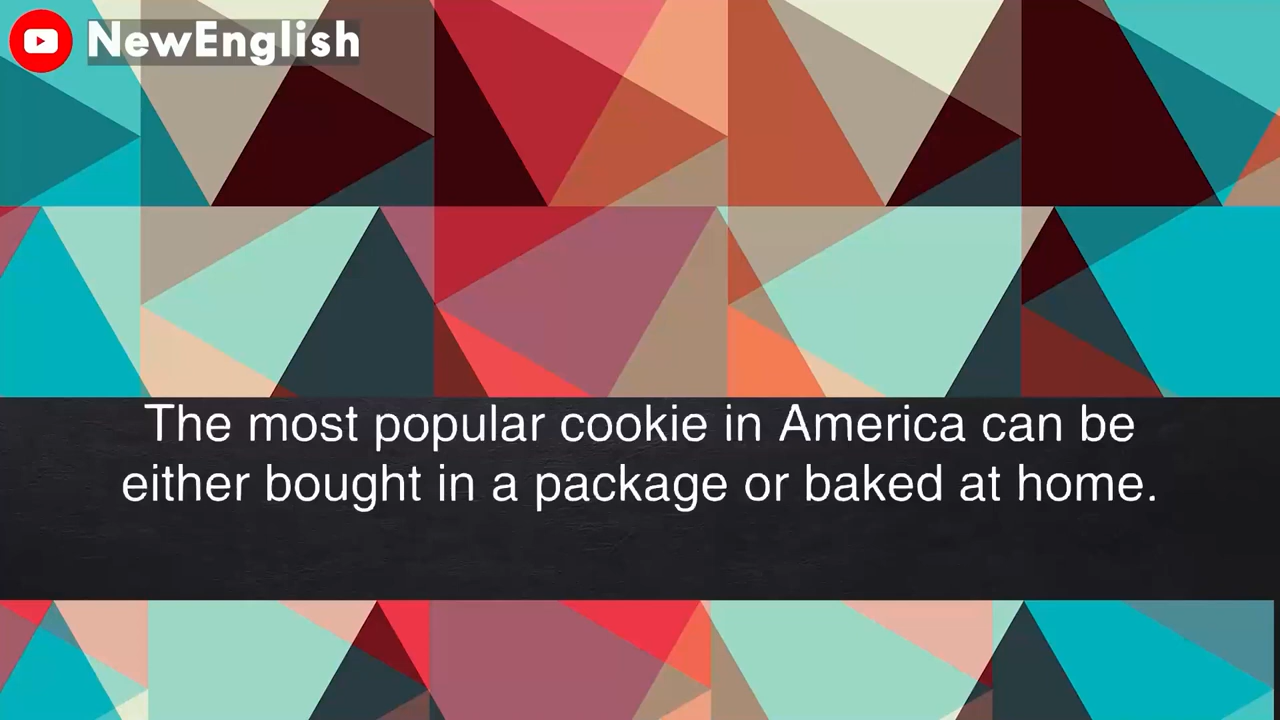 NewEnglish
The most popular cookie in America can be
either bought in a package or baked at home.